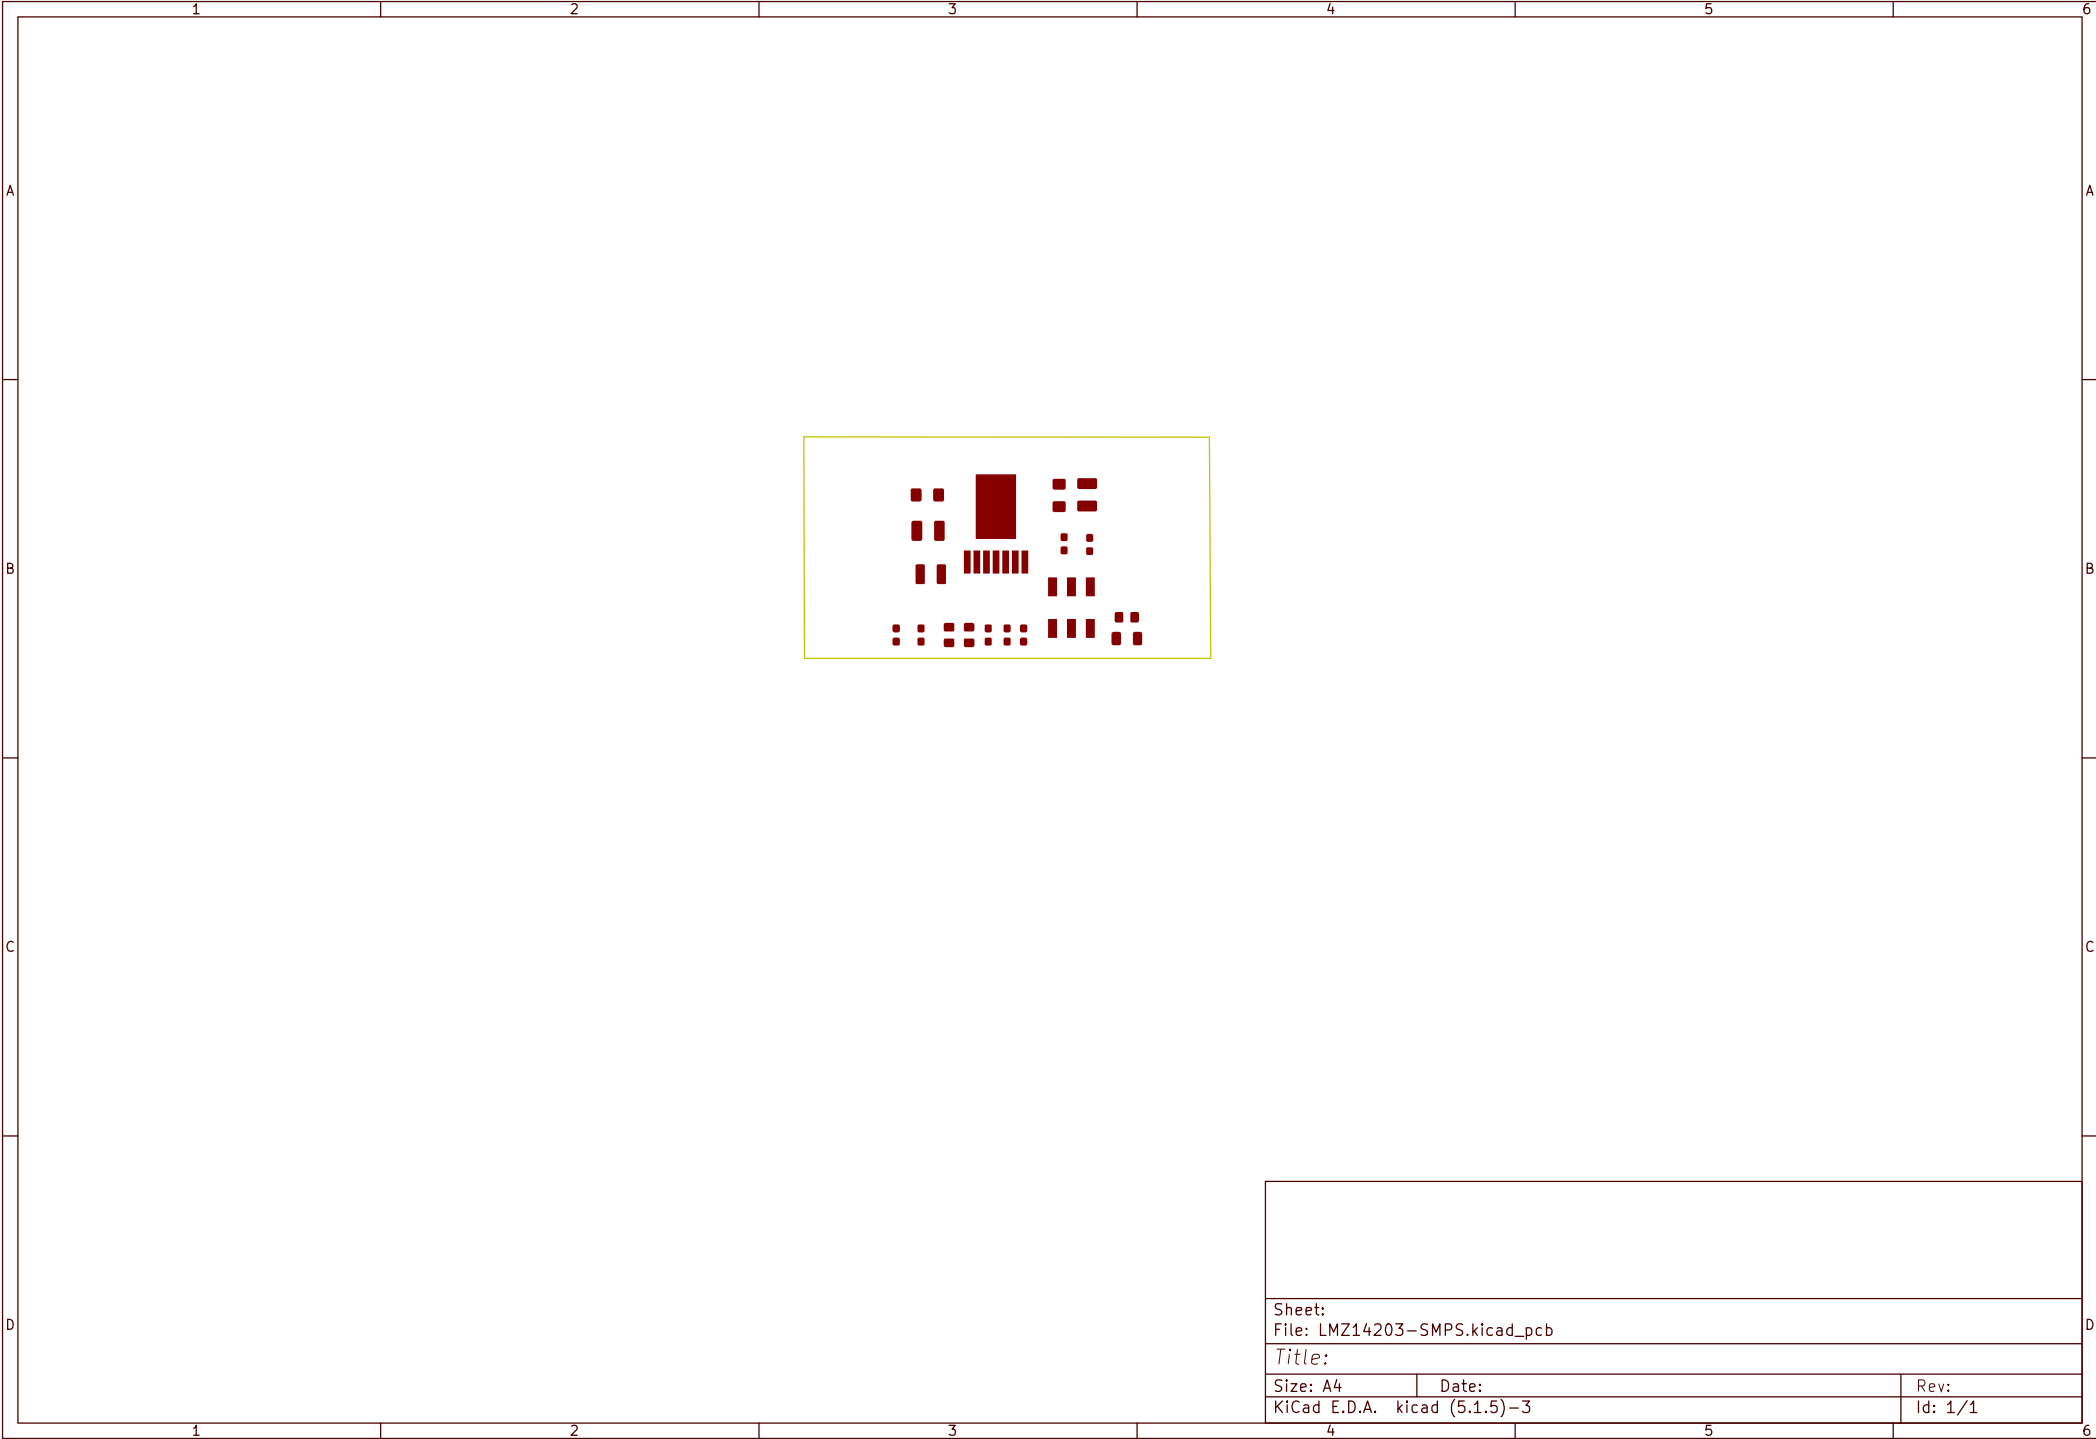 1 2 3 4 5 6
A A
B B
C C
Sheet:
File: LMZ14203-SMPS.kicad_pcb
D D
Title:
Size: A4 Date: Rev:
KiCad E.D.A. kicad (5.1.5)-3 Id: 1/1
1 2 3 4 5 6